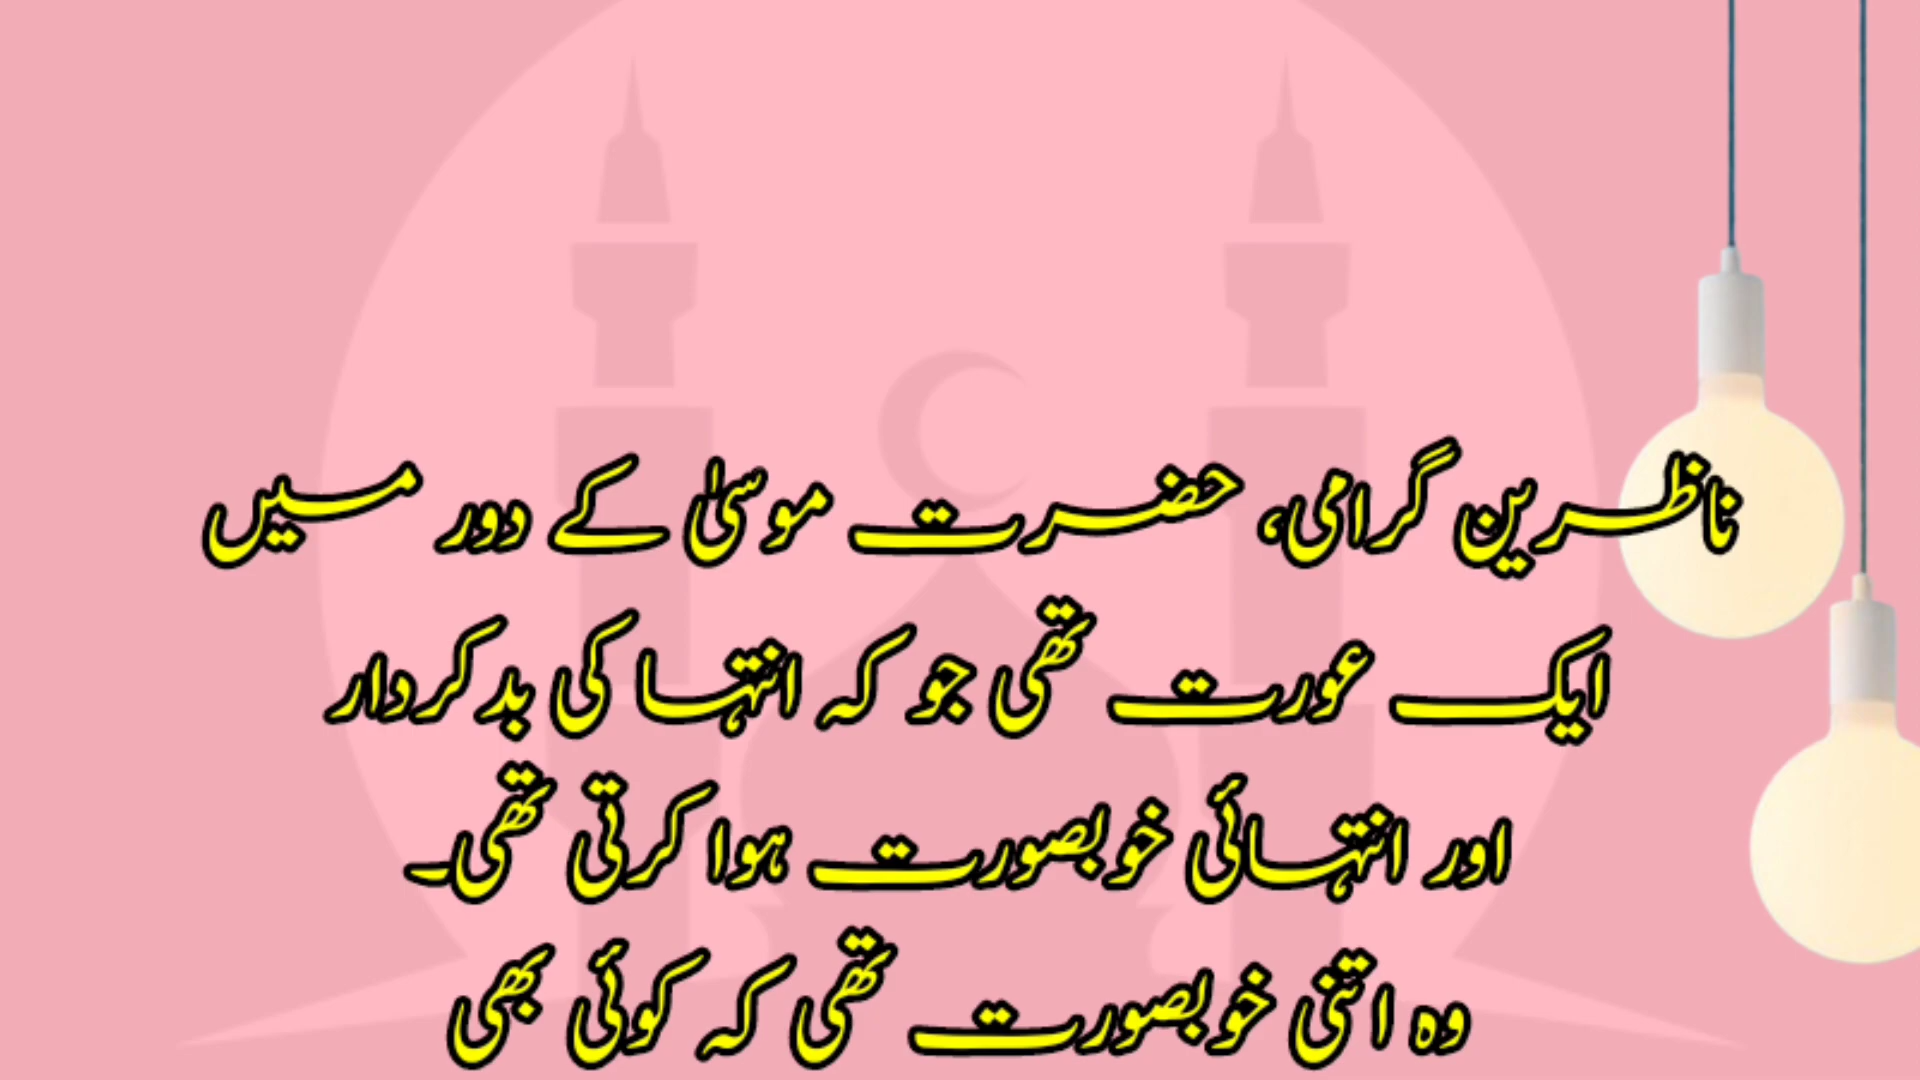 ناظرین گرامی، حضرت موسیٰ کے دور میں
ایک عورت تھی جو کہ انتہا کی بدکردار
اور انتہائی خوبصورت ہوا کرتی تھی۔
وہ اتنی خوبصورت تھی کہ کوئی بھی